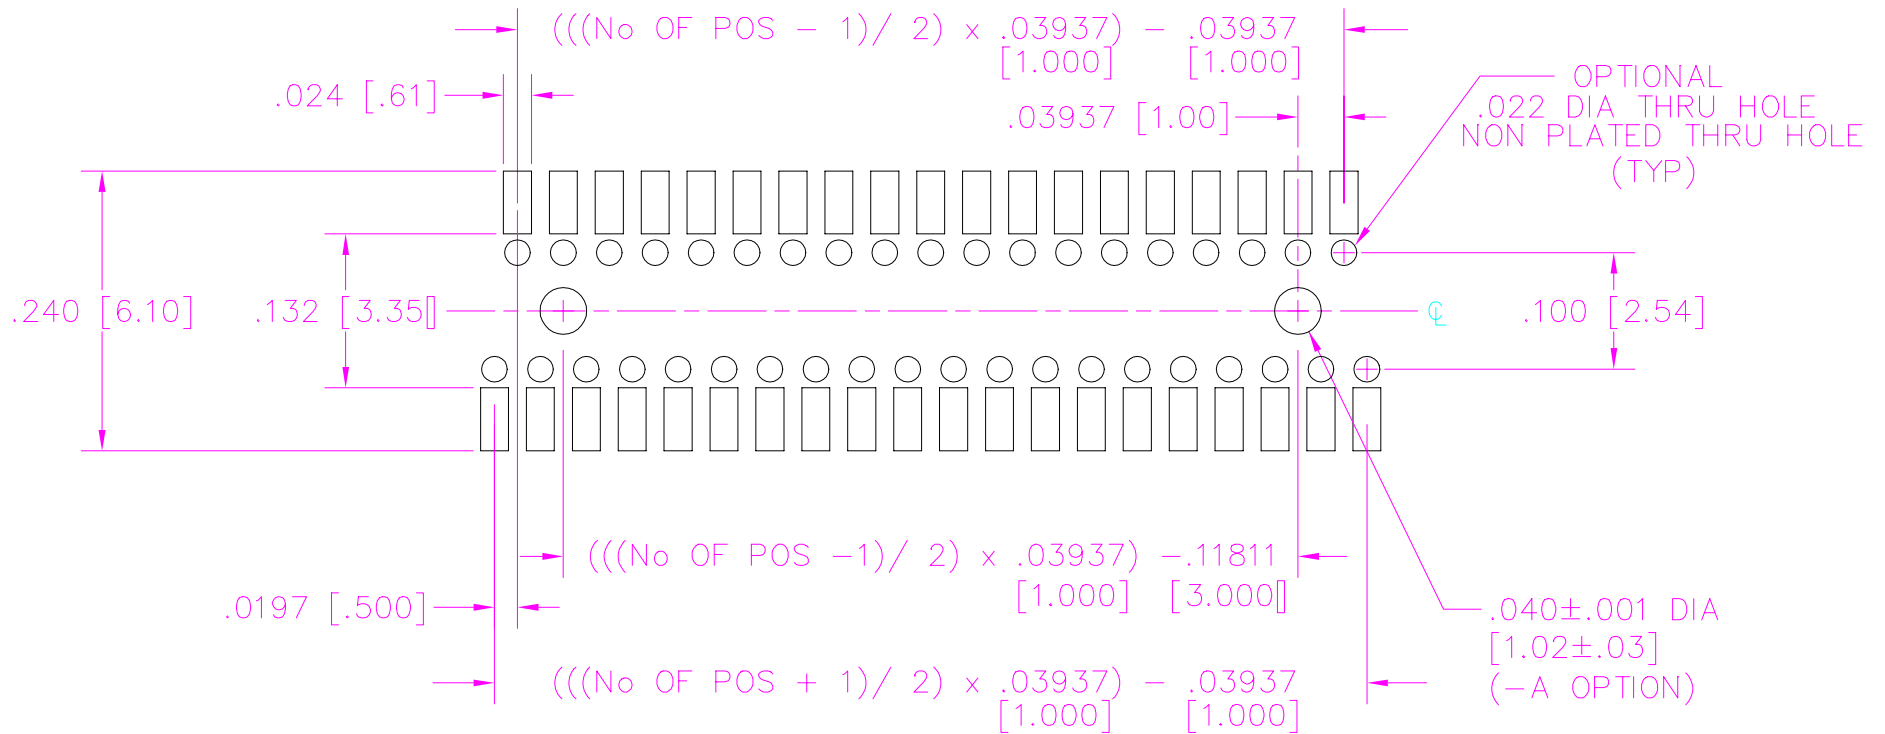 (((No OF POS - 1)/ 2) x .03937) - .03937
[1.000] [1.000]
.024 [.61]
.03937 [1.00]
OPTIONAL
.022 DIA THRU HOLE
NON PLATED THRU HOLE
(TYP)
.240 [6.10]
.132 [3.35]
℄
.100 [2.54]
(((No OF POS -1)/ 2) x .03937) -.11811
[1.000] [3.000]
.0197 [.500]
.040±.001 DIA
[1.02±.03]
(-A OPTION)
(((No OF POS + 1)/ 2) x .03937) - .03937
[1.000] [1.000]